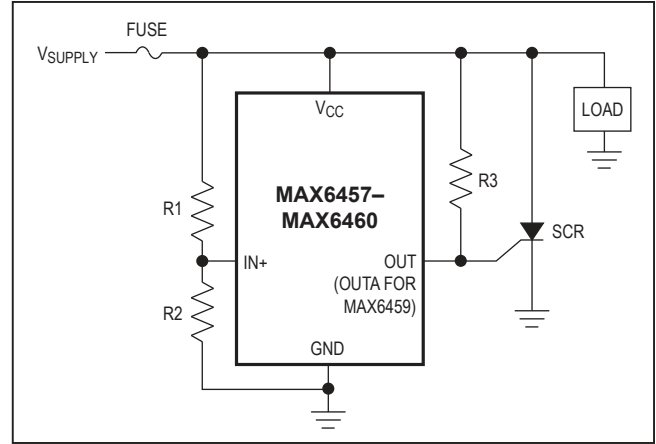 FUSE
VSUPPLY
VCC
LOAD
MAX6457–
MAX6460
R1
R3
IN+
OUT
(OUTA FOR
MAX6459)
SCR
R2
GND